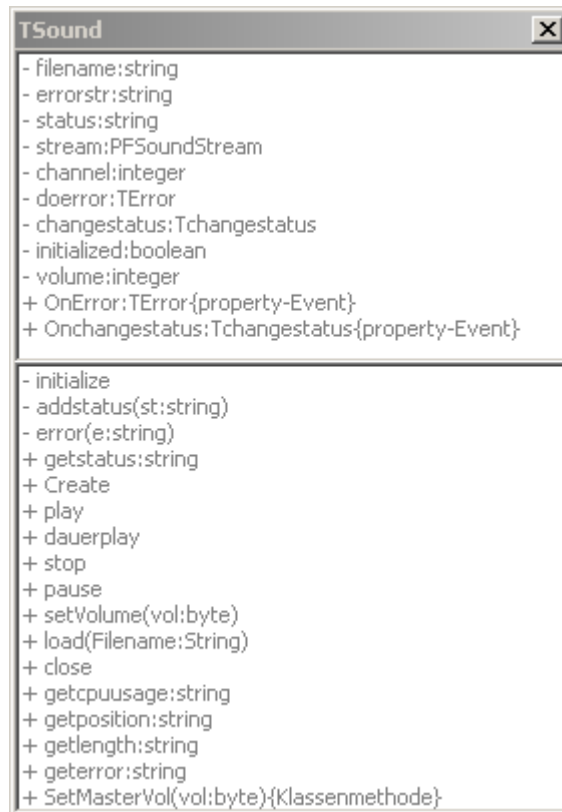 TSound
- filename:string
- errorstr:string
- status:string
- stream:PFSoundStream
- channel:integer
- doerror:TError
- changestatus:Tchangestatus
- initialized:boolean
- volume:integer
+ OnError:TError{property-Event}
+ Onchangestatus:Tchangestatus{property-Event}
- initialize
- addstatus(st:string)
- error(e:string)
+ getstatus:string
+ Create
+ play
+ dauerplay
+ stop
+ pause
+ setVolume(vol:byte)
+ load(Filename:String)
+ close
+ getcpuusage:string
+ getposition:string
+ getlength:string
+ geterror:string
+ SetMasterVol(vol:byte){Klassenmethode}